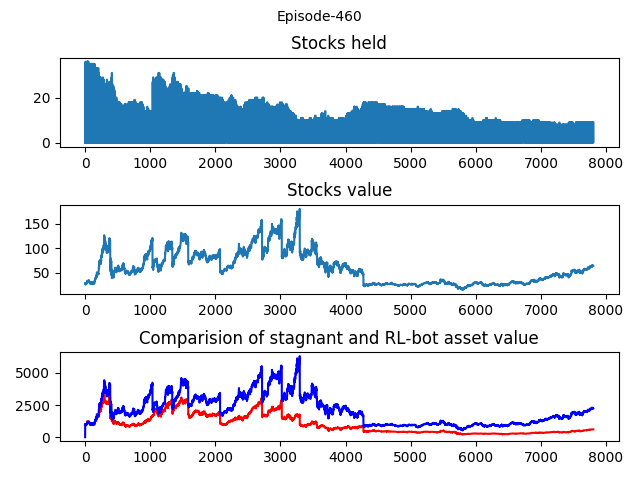 Episode-460
Stocks held
20
0
0 1000 2000 3000 4000 5000 6000 7000 8000
Stocks value
150
100
50
0 1000 2000 3000 4000 5000 6000 7000 8000
Comparision of stagnant and RL-bot asset value
5000
2500
0
0 1000 2000 3000 4000 5000 6000 7000 8000